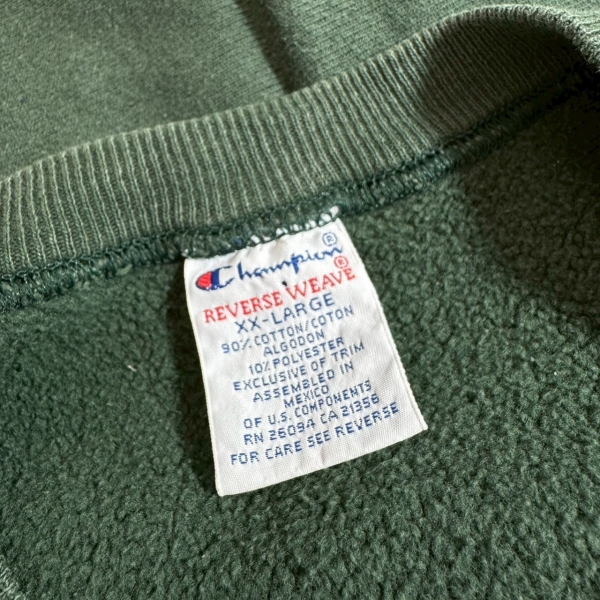 Champion®
REVERSE WEAVE®
XX-LARGE
90% COTTON/COTON
ALGODON
10% POLYESTER
EXCLUSIVE OF TRIM
ASSEMBLED IN
MEXICO
OF U.S. COMPONENTS
RN 26094 CA 21356
FOR CARE SEE REVERSE